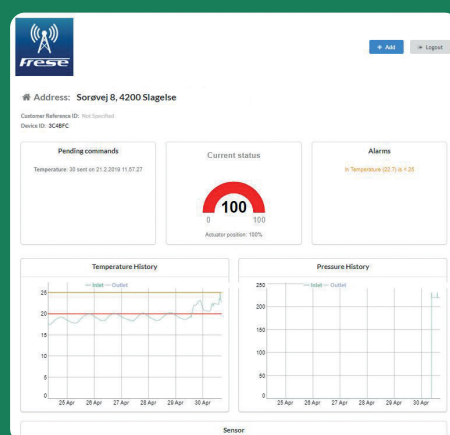 FRESE
+ Add
Logout
Address: Sorøvej 8, 4200 Slagelse
Customer Reference ID: Not Specified
Device ID: 3C4BFC
Pending commands
Temperature: 30 sent on 21.2.2018 11.57.27
Current status
100
0 100
Actuator position: 100%
Alarms
In Temperature (22.7) is < 25
Temperature History
Inlet Outlet
25
20
15
10
5
0
25 Apr 26 Apr 27 Apr 28 Apr 29 Apr 30 Apr
Pressure History
Inlet Outlet
250
200
150
100
50
0
25 Apr 26 Apr 27 Apr 28 Apr 29 Apr 30 Apr
Sensor